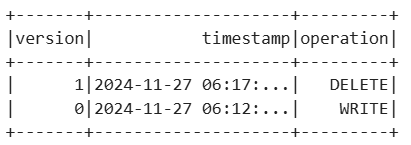 +-------+--------------------+---------+
|version|           timestamp|operation|
+-------+--------------------+---------+
|      1|2024-11-27 06:17:...|   DELETE|
|      0|2024-11-27 06:12:...|    WRITE|
+-------+--------------------+---------+